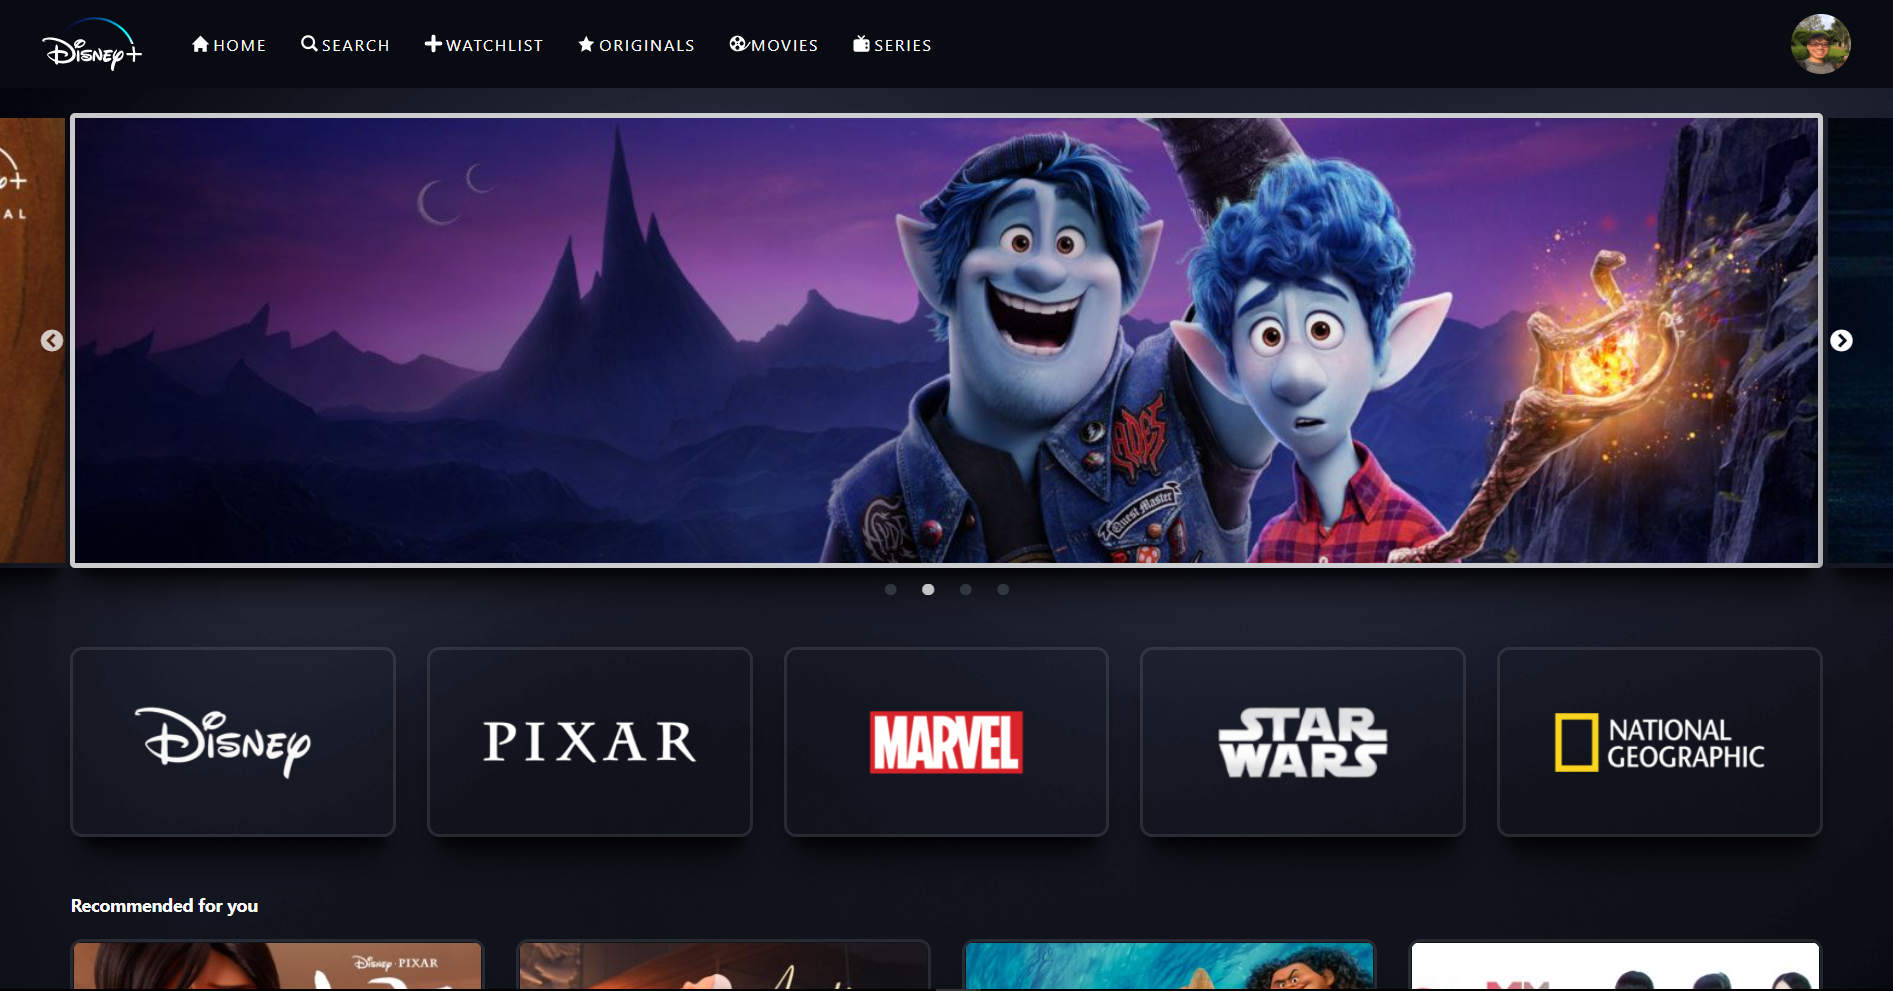 Disney+
HOME
SEARCH
WATCHLIST
ORIGINALS
MOVIES
SERIES
Quest Master
Disney
PIXAR
MARVEL
STAR
WARS
NATIONAL
GEOGRAPHIC
Recommended for you
Disney · PIXAR